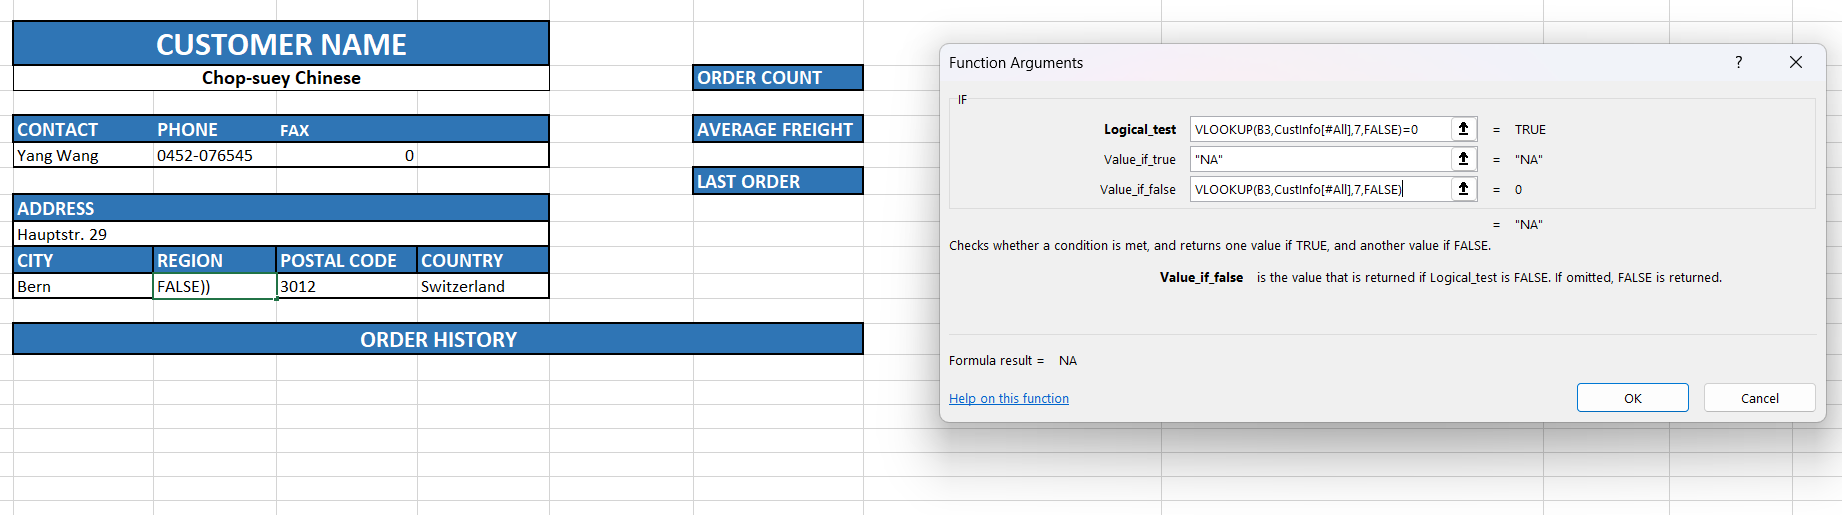 CUSTOMER NAME
Chop-suey Chinese
ORDER COUNT
CONTACT PHONE FAX
AVERAGE FREIGHT
Yang Wang 0452-076545 0
LAST ORDER
ADDRESS
Hauptstr. 29
CITY REGION POSTAL CODE COUNTRY
Bern FALSE)) 3012 Switzerland
ORDER HISTORY
Function Arguments ?
IF
Logical_test VLOOKUP(B3,CustInfo[#All],7,FALSE)=0 = TRUE
Value_if_true "NA" = "NA"
Value_if_false VLOOKUP(B3,CustInfo[#All],7,FALSE) = 0
= "NA"
Checks whether a condition is met, and returns one value if TRUE, and another value if FALSE.
Value_if_false is the value that is returned if Logical_test is FALSE. If omitted, FALSE is returned.
Formula result = NA
Help on this function OK Cancel